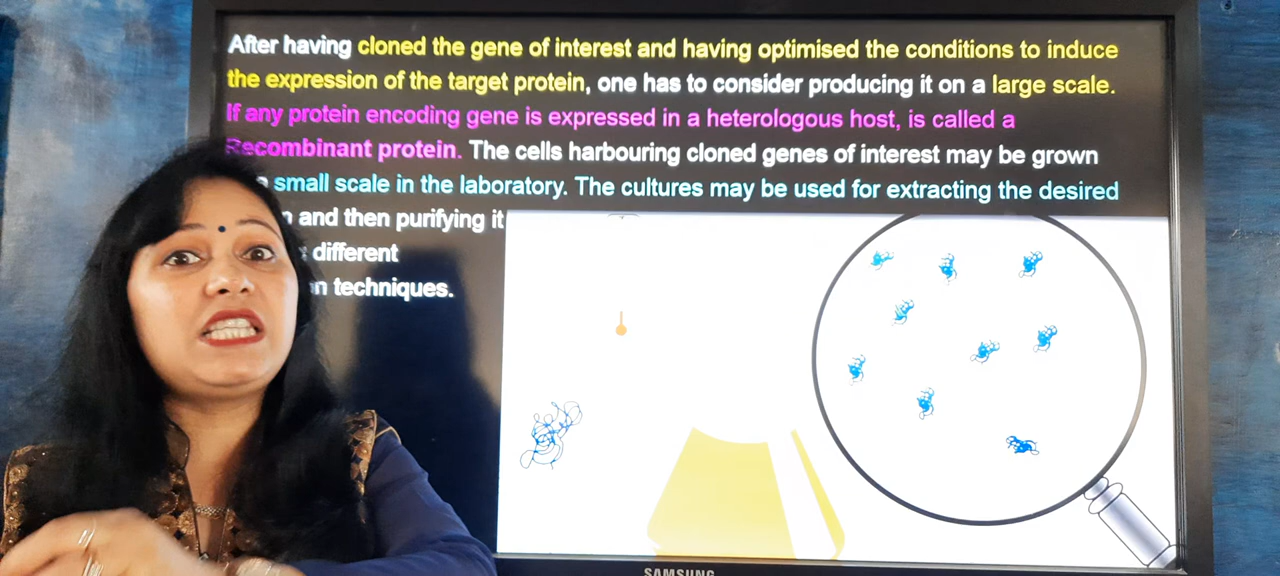 After having cloned the gene of interest and having optimised the conditions to induce
the expression of the target protein, one has to consider producing it on a large scale.
If any protein encoding gene is expressed in a heterologous host, is called a
Recombinant protein. The cells harbouring cloned genes of interest may be grown
small scale in the laboratory. The cultures may be used for extracting the desired
and then purifying it
different
techniques.
SAMSUNG